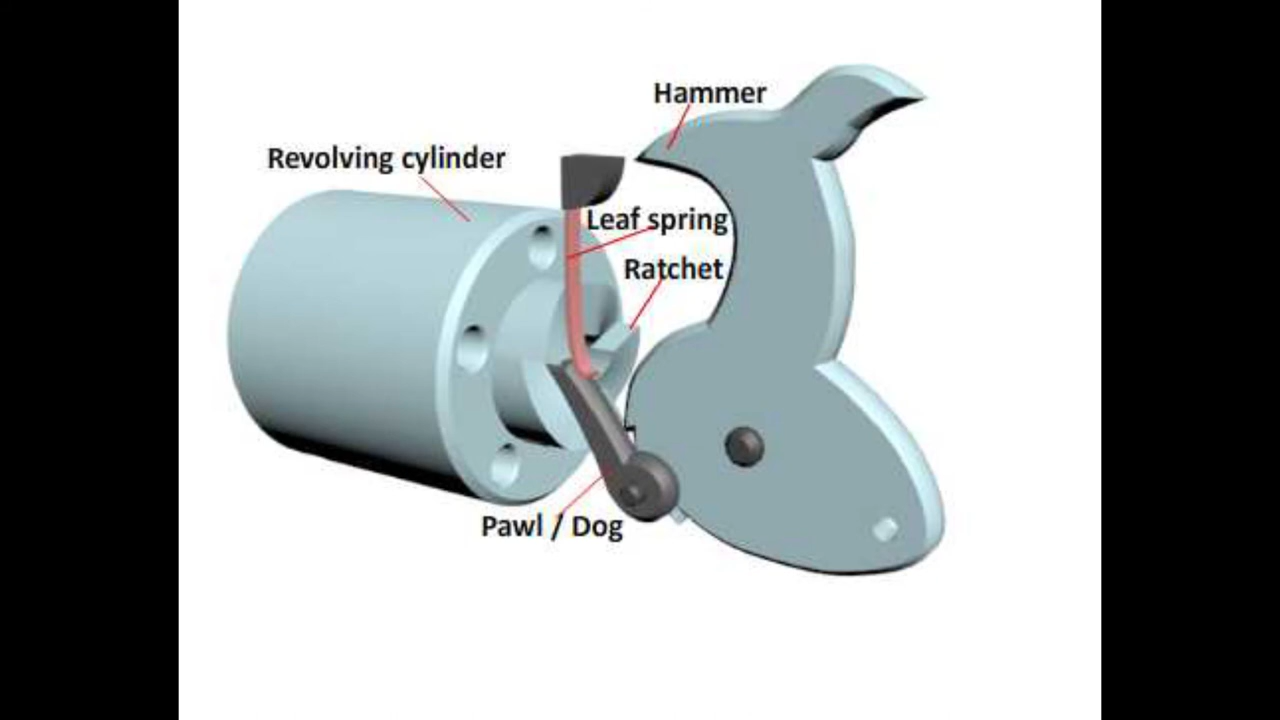 Hammer
Revolving cylinder
Leaf spring
Ratchet
Pawl / Dog